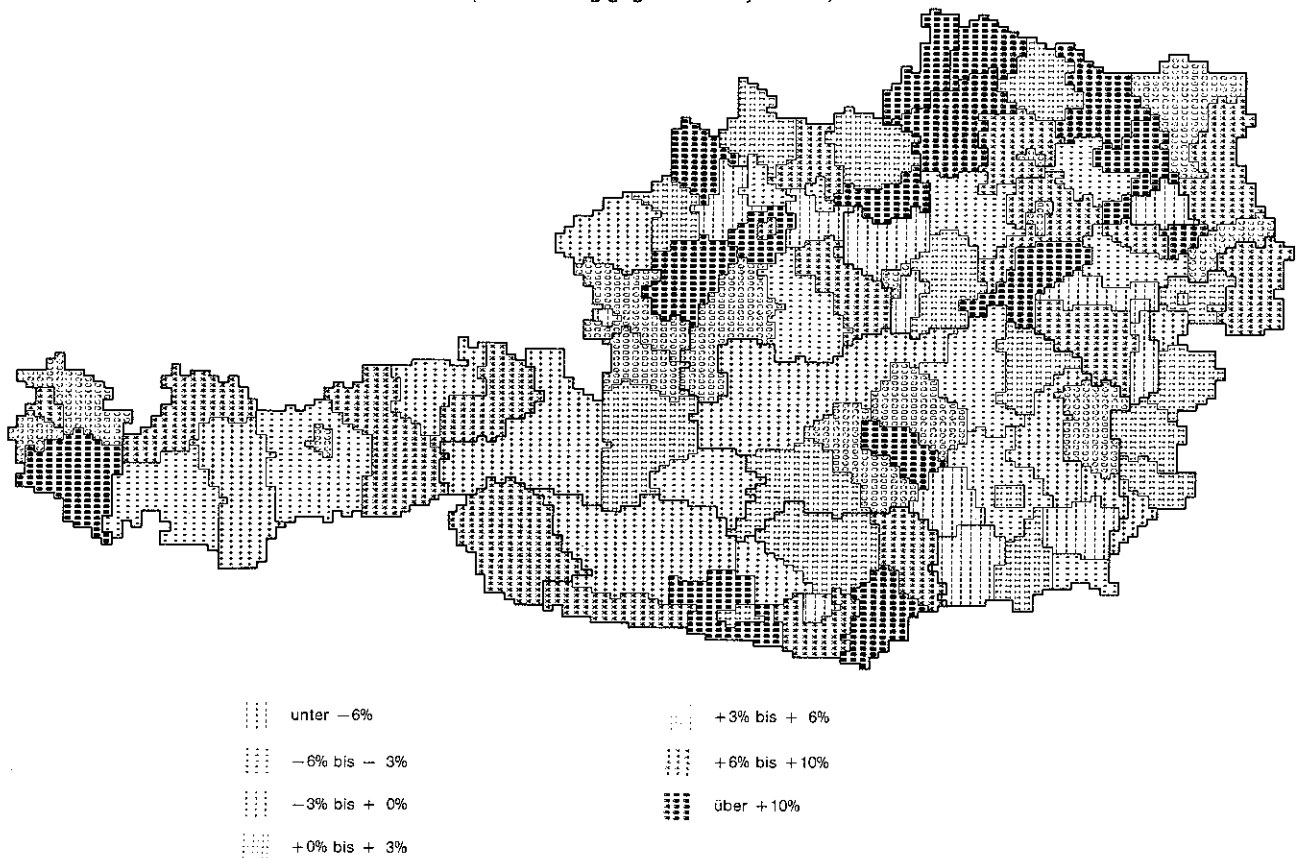 unter −6%
−6% bis − 3%
−3% bis + 0%
+0% bis + 3%
+3% bis + 6%
+6% bis +10%
über +10%